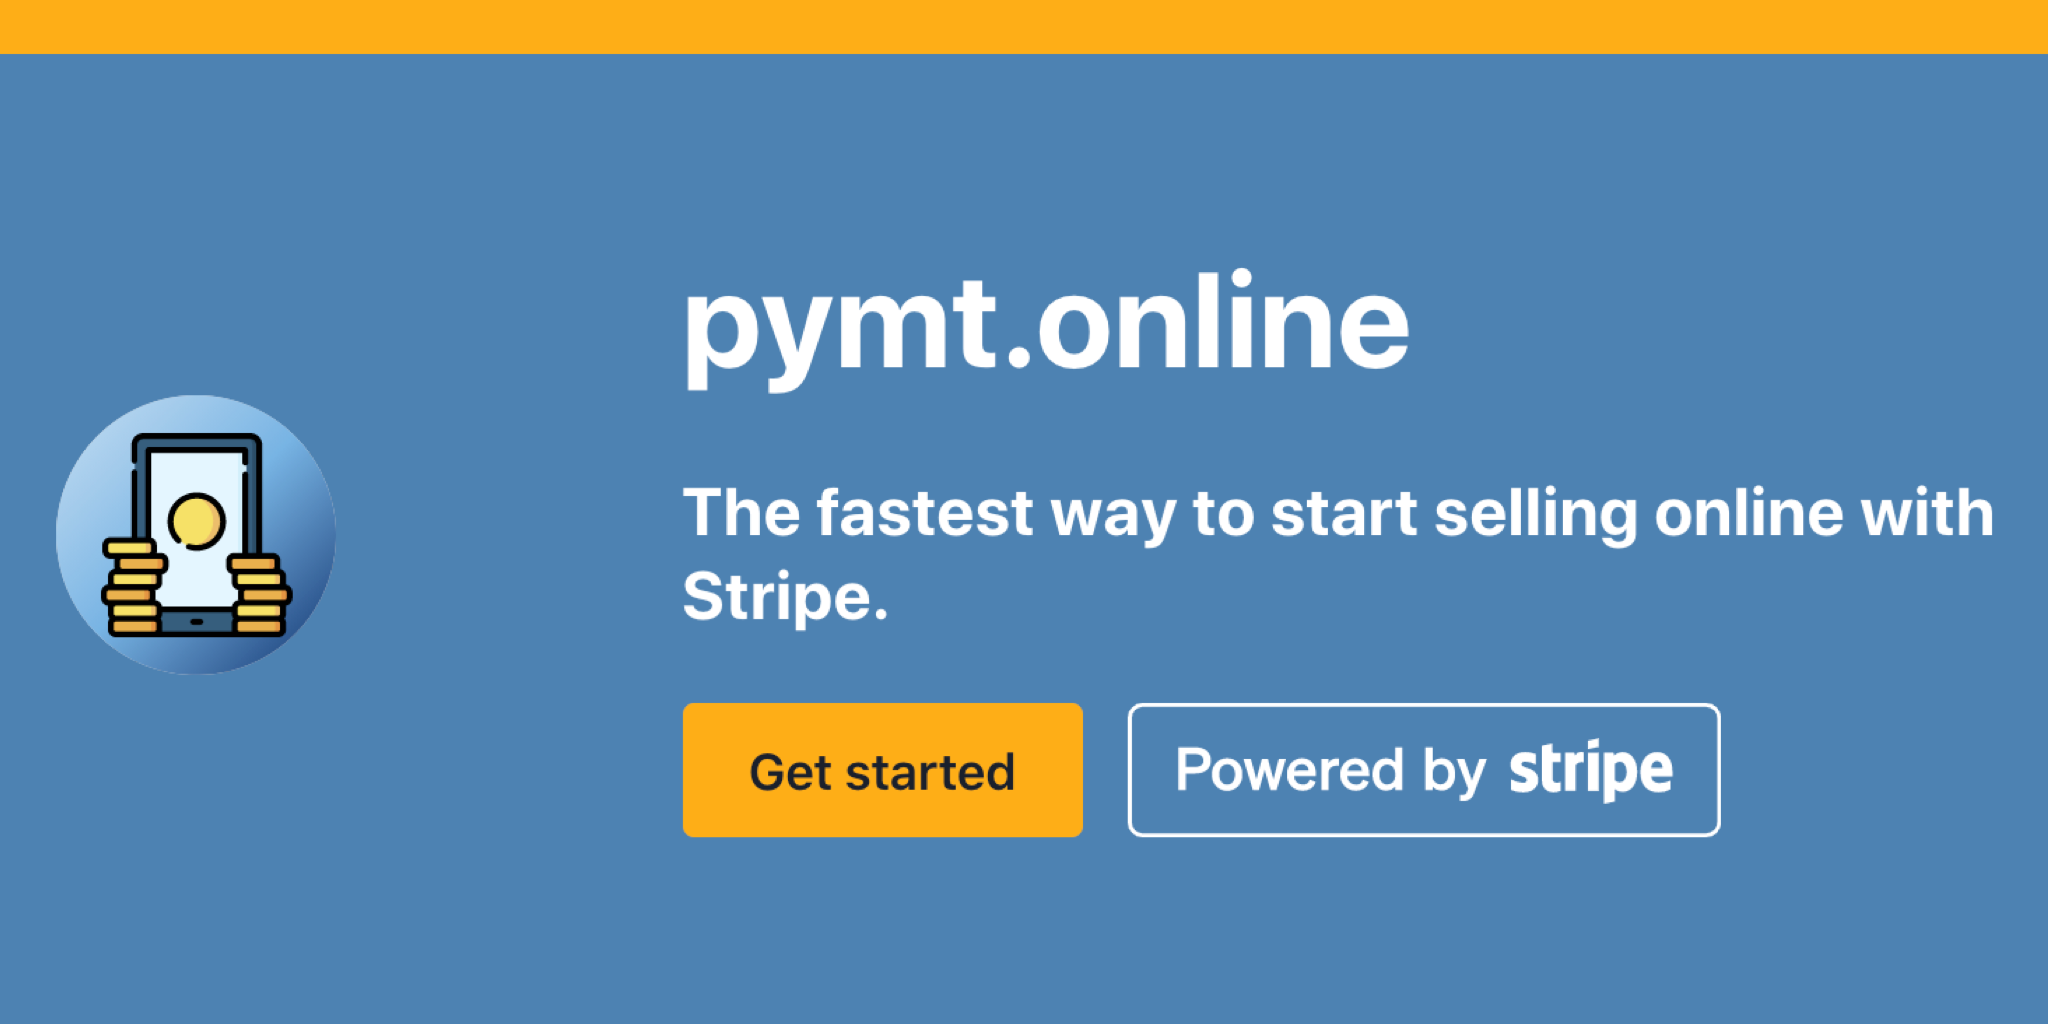 pymt.online
The fastest way to start selling online with
Stripe.
Get started
Powered by stripe